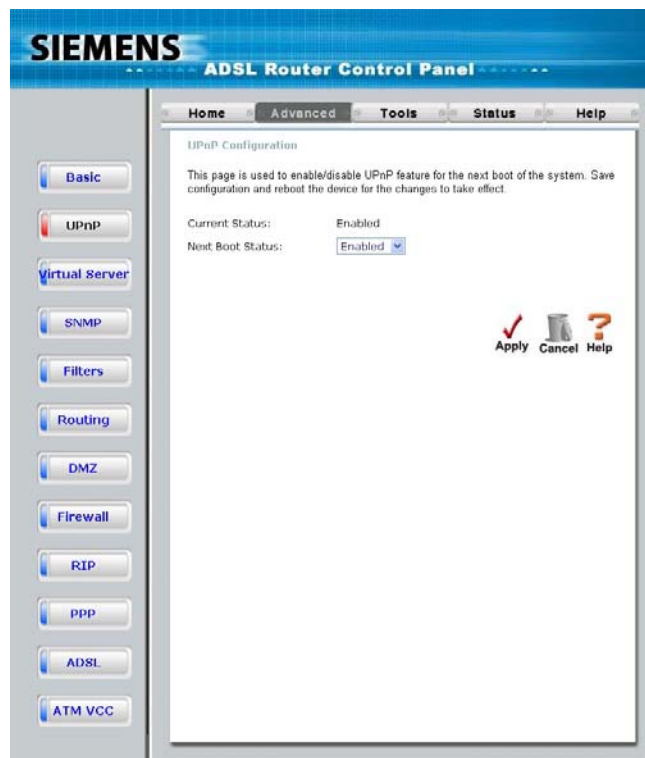 SIEMENS
ADSL Router Control Panel
Home Advanced Tools Status Help
UPnP Configuration
This page is used to enable/disable UPnP feature for the next boot of the system. Save
configuration and reboot the device for the changes to take effect.
Current Status: Enabled
Next Boot Status: Enabled
Apply Cancel Help
Basic
UPnP
Virtual Server
SNMP
Filters
Routing
DMZ
Firewall
RIP
PPP
ADSL
ATM VCC